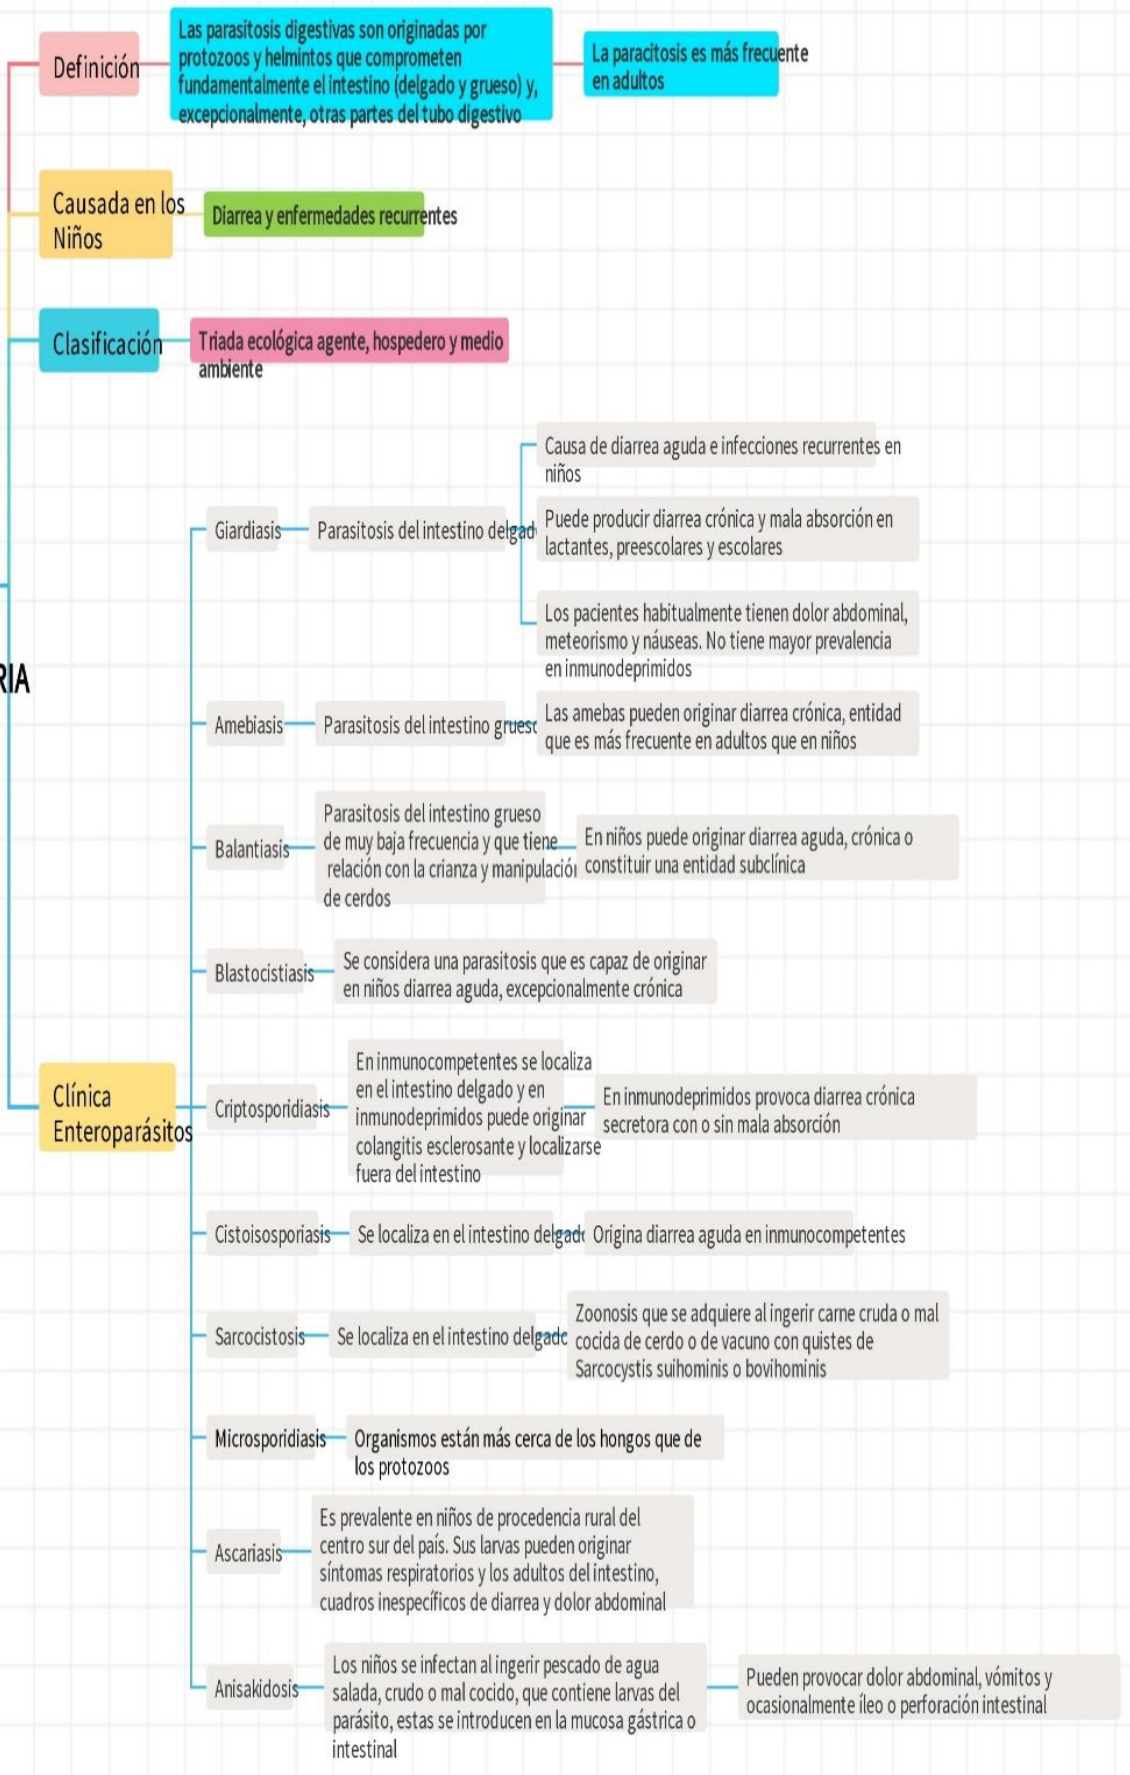 Definición
Las parasitosis digestivas son originadas por
protozoos y helmintos que comprometen
fundamentalmente el intestino (delgado y grueso) y,
excepcionalmente, otras partes del tubo digestivo
La paracitosis es más frecuente
en adultos
Causada en los
Niños
Diarrea y enfermedades recurrentes
Clasificación
Triada ecológica agente, hospedero y medio
ambiente
RIA
Clínica
Enteroparásitos
Giardiasis
Parasitosis del intestino delgad
Causa de diarrea aguda e infecciones recurrentes en
niños
Puede producir diarrea crónica y mala absorción en
lactantes, preescolares y escolares
Los pacientes habitualmente tienen dolor abdominal,
meteorismo y náuseas. No tiene mayor prevalencia
en inmunodeprimidos
Amebiasis
Parasitosis del intestino grueso
Las amebas pueden originar diarrea crónica, entidad
que es más frecuente en adultos que en niños
Balantiasis
Parasitosis del intestino grueso
de muy baja frecuencia y que tiene
relación con la crianza y manipulación
de cerdos
En niños puede originar diarrea aguda, crónica o
constituir una entidad subclínica
Blastocistiasis
Se considera una parasitosis que es capaz de originar
en niños diarrea aguda, excepcionalmente crónica
Criptosporidiasis
En inmunocompetentes se localiza
en el intestino delgado y en
inmunodeprimidos puede originar
colangitis esclerosante y localizarse
fuera del intestino
En inmunodeprimidos provoca diarrea crónica
secretora con o sin mala absorción
Cistoisosporiasis
Se localiza en el intestino delgado
Origina diarrea aguda en inmunocompetentes
Sarcocistosis
Se localiza en el intestino delgado
Zoonosis que se adquiere al ingerir carne cruda o mal
cocida de cerdo o de vacuno con quistes de
Sarcocystis suihominis o bovihominis
Microsporidiasis
Organismos están más cerca de los hongos que de
los protozoos
Ascariasis
Es prevalente en niños de procedencia rural del
centro sur del país. Sus larvas pueden originar
síntomas respiratorios y los adultos del intestino,
cuadros inespecíficos de diarrea y dolor abdominal
Anisakidosis
Los niños se infectan al ingerir pescado de agua
salada, crudo o mal cocido, que contiene larvas del
parásito, estas se introducen en la mucosa gástrica o
intestinal
Pueden provocar dolor abdominal, vómitos y
ocasionalmente íleo o perforación intestinal